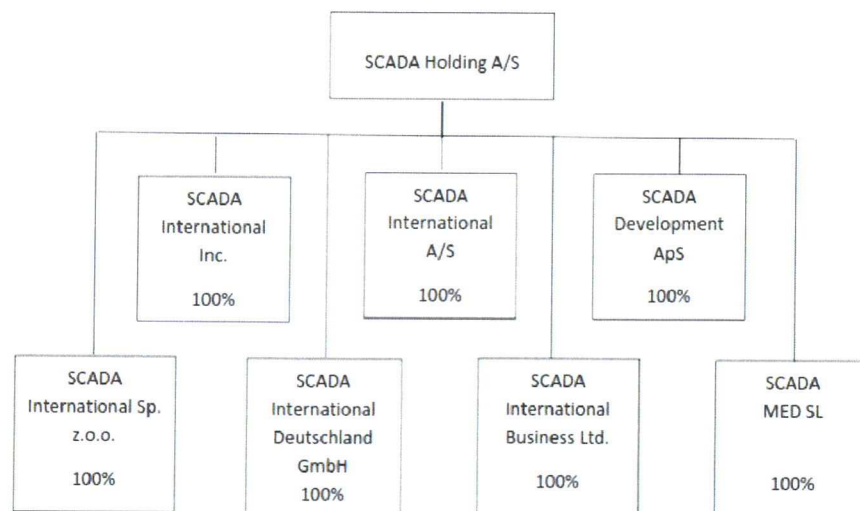 SCADA Holding A/S
SCADA
International
Inc.
100%
SCADA
International
A/S
100%
SCADA
Development
ApS
100%
SCADA
International Sp.
z.o.o.
100%
SCADA
International
Deutschland
GmbH
100%
SCADA
International
Business Ltd.
100%
SCADA
MED SL
100%